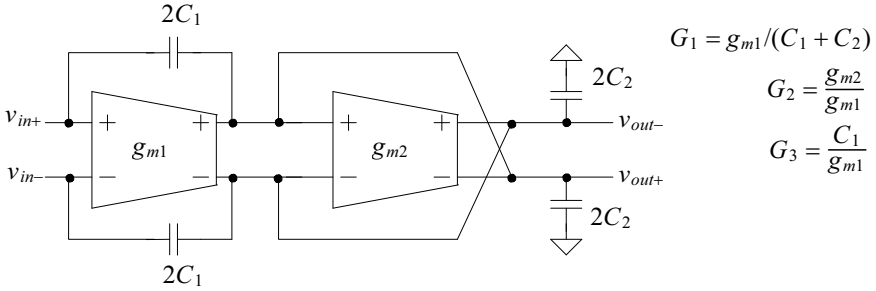 2C₁
G₁ = gₘ₁/(C₁ + C₂)
2C₂
G₂ = gₘ₂/gₘ₁
vᵢₙ₊ + + + + vₒᵤₜ₋
gₘ₁ gₘ₂
G₃ = C₁/gₘ₁
vᵢₙ₋ − − − − vₒᵤₜ₊
2C₂
2C₁